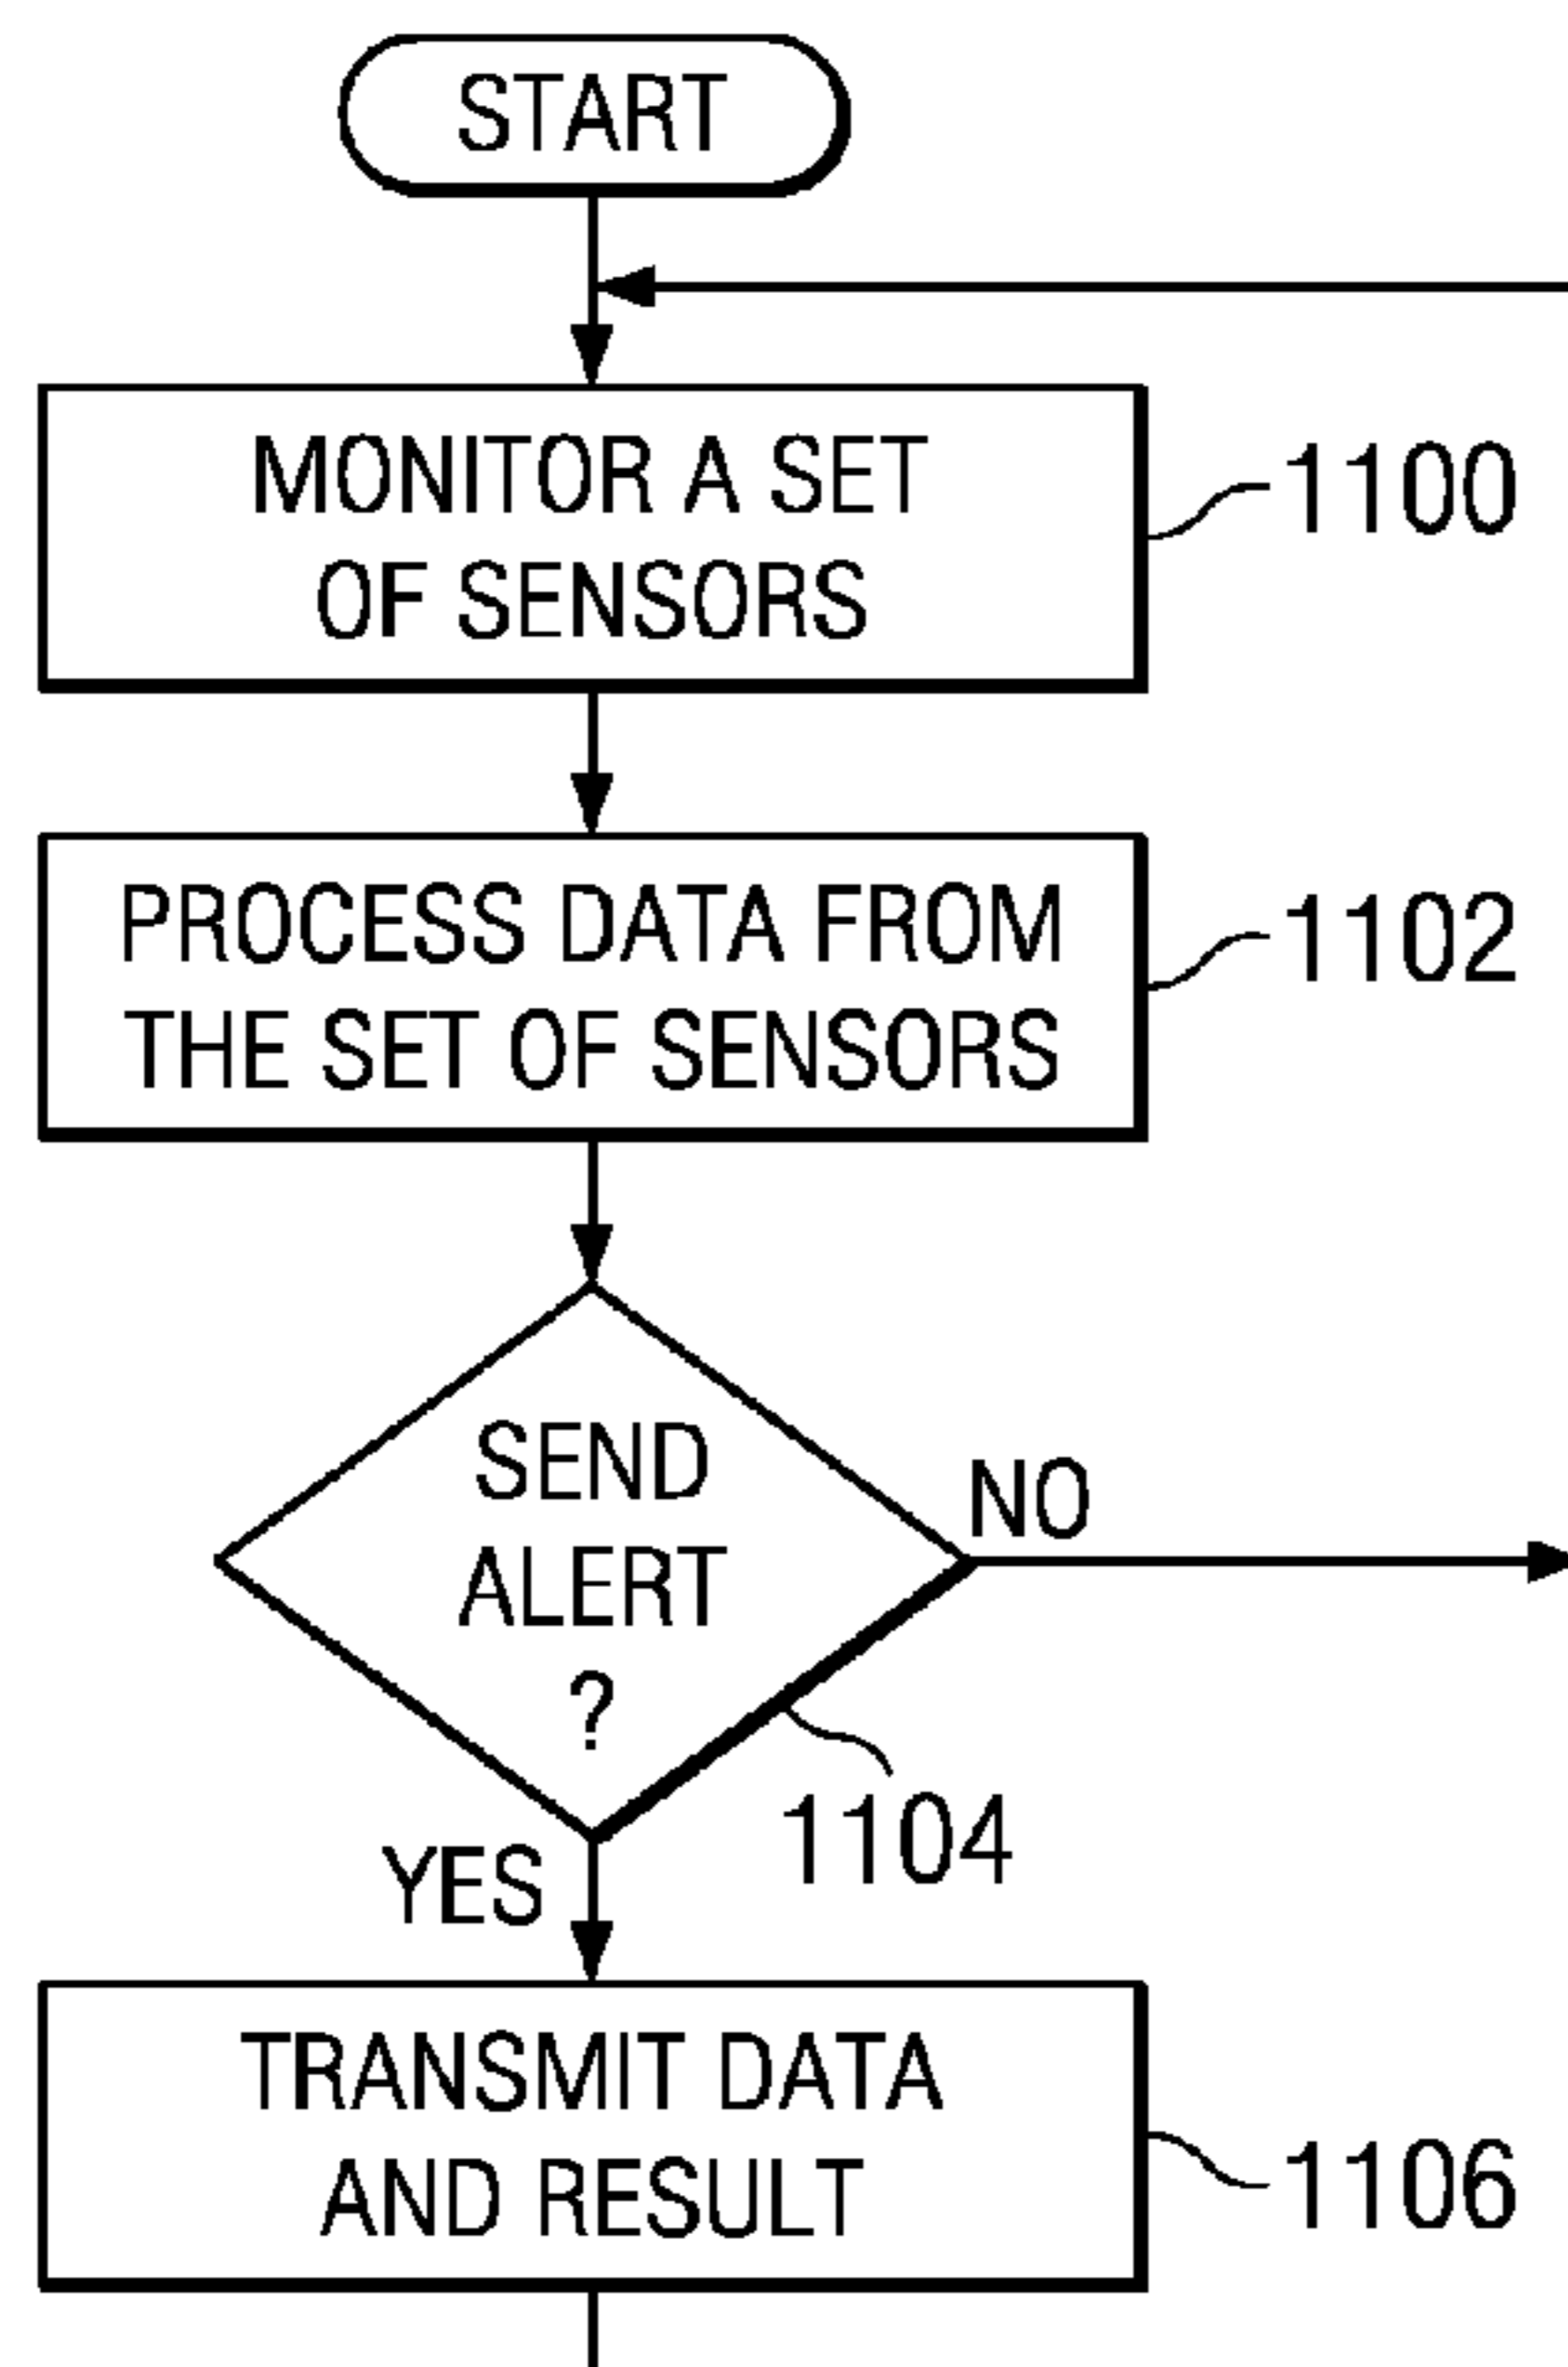 START
MONITOR A SET
OF SENSORS
1100
PROCESS DATA FROM
THE SET OF SENSORS
1102
SEND
ALERT
?
NO
1104
YES
TRANSMIT DATA
AND RESULT
1106